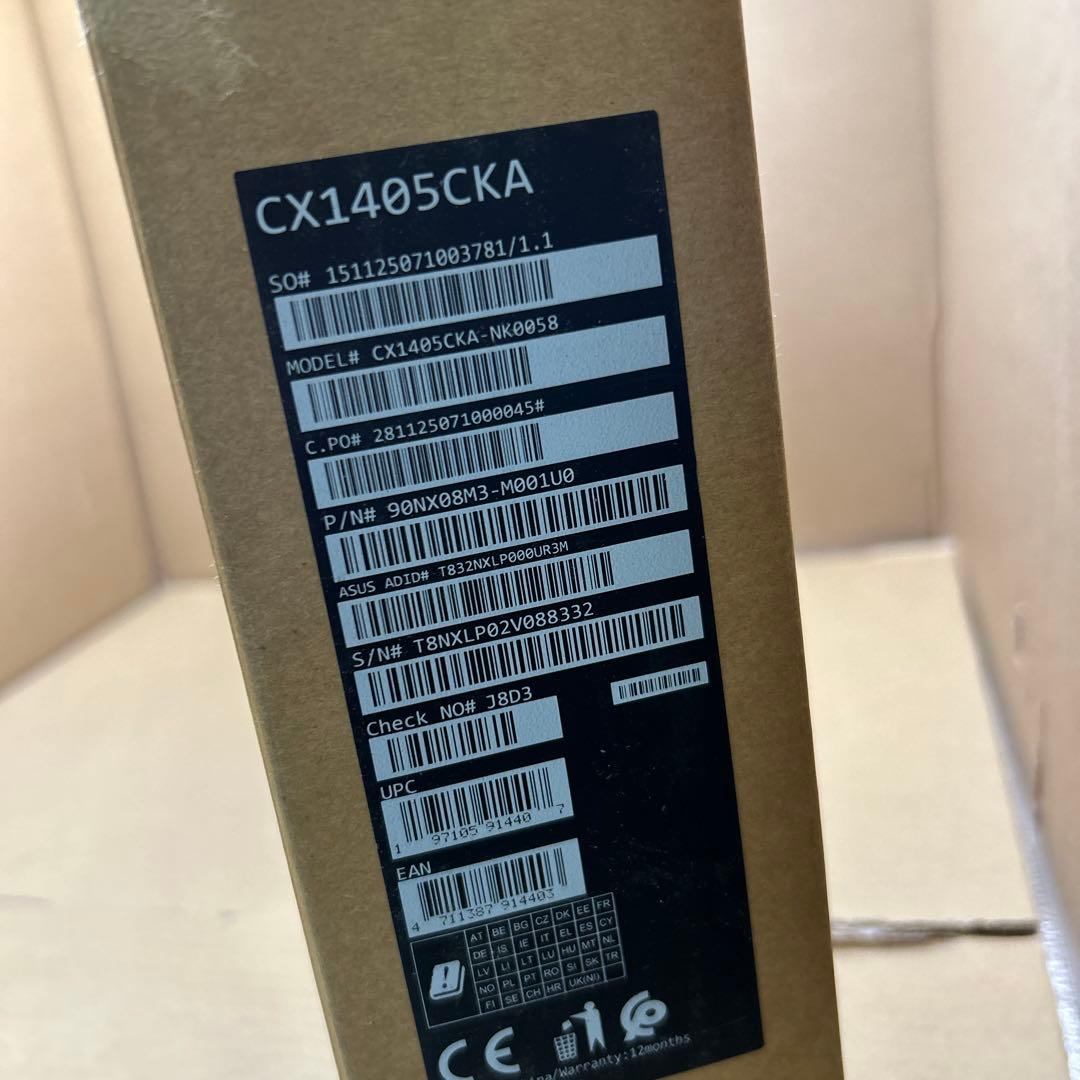 CX1405CKA
SO# 151125071003781/1.1
MODEL# CX1405CKA-NK0058
C.PO# 281125071000045#
P/N# 90NX08M3-M001U0
ASUS ADID# T832NXLP000UR3M
S/N# T8NXLP02V088332
Check NO# J8D3
UPC
1 97105 91440 7
EAN
4 711387 914403
AT BE BG CZ DK EE FR
DE IS IE IT EL ES CY
LV LI LT LU HU MT NL
NO PL PT RO SI SK TR
FI SE CH HR UK(NI)
CE
na/Warranty:12months